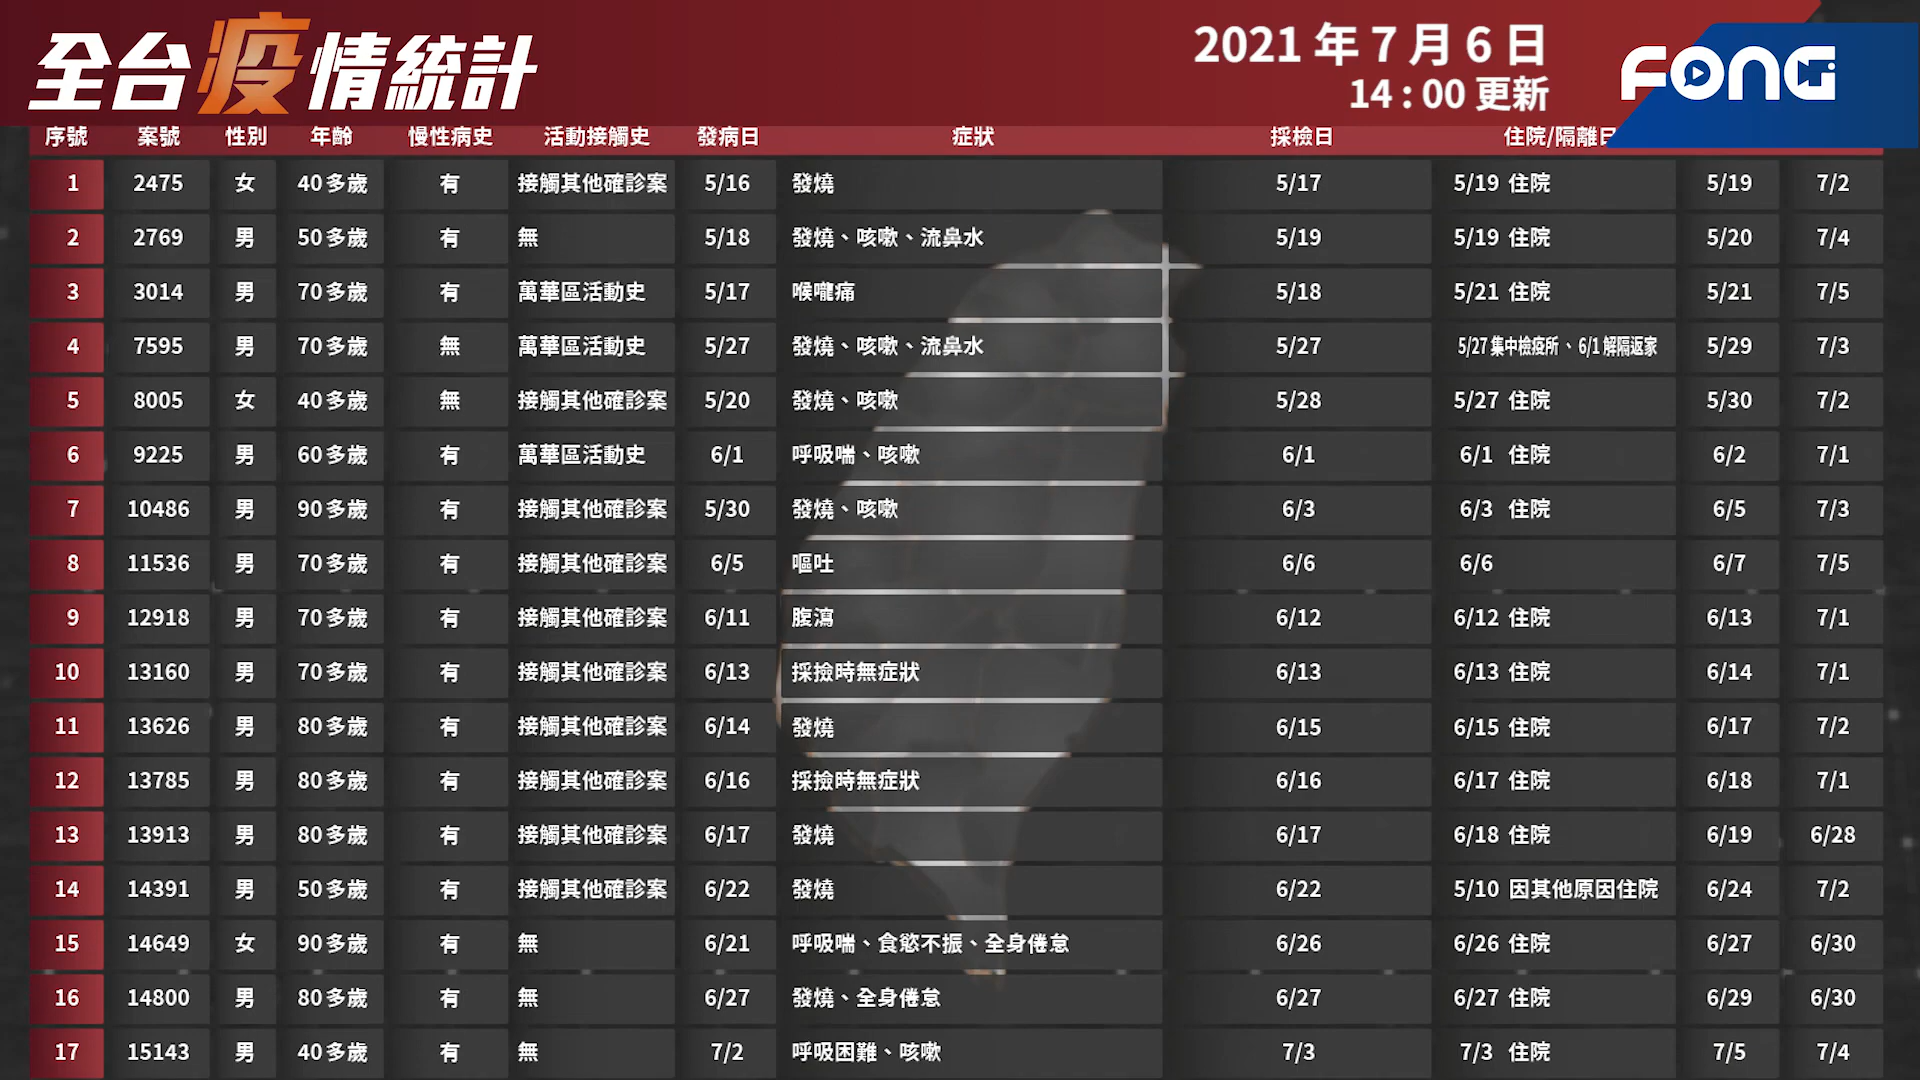 全台疫情統計
2021年7月6日
14:00更新
FONG
序號 案號 性別 年齡 慢性病史 活動接觸史 發病日 症狀 採檢日 住院/隔離日
1 2475 女 40多歲 有 接觸其他確診案 5/16 發燒 5/17 5/19 住院 5/19 7/2
2 2769 男 50多歲 有 無 5/18 發燒、咳嗽、流鼻水 5/19 5/19 住院 5/20 7/4
3 3014 男 70多歲 有 萬華區活動史 5/17 喉嚨痛 5/18 5/21 住院 5/21 7/5
4 7595 男 70多歲 無 萬華區活動史 5/27 發燒、咳嗽、流鼻水 5/27 5/27集中檢疫所、6/1解隔返家 5/29 7/3
5 8005 女 40多歲 無 接觸其他確診案 5/20 發燒、咳嗽 5/28 5/27 住院 5/30 7/2
6 9225 男 60多歲 有 萬華區活動史 6/1 呼吸喘、咳嗽 6/1 6/1 住院 6/2 7/1
7 10486 男 90多歲 有 接觸其他確診案 5/30 發燒、咳嗽 6/3 6/3 住院 6/5 7/3
8 11536 男 70多歲 有 接觸其他確診案 6/5 嘔吐 6/6 6/6 6/7 7/5
9 12918 男 70多歲 有 接觸其他確診案 6/11 腹瀉 6/12 6/12 住院 6/13 7/1
10 13160 男 70多歲 有 接觸其他確診案 6/13 採撿時無症狀 6/13 6/13 住院 6/14 7/1
11 13626 男 80多歲 有 接觸其他確診案 6/14 發燒 6/15 6/15 住院 6/17 7/2
12 13785 男 80多歲 有 接觸其他確診案 6/16 採撿時無症狀 6/16 6/17 住院 6/18 7/1
13 13913 男 80多歲 有 接觸其他確診案 6/17 發燒 6/17 6/18 住院 6/19 6/28
14 14391 男 50多歲 有 接觸其他確診案 6/22 發燒 6/22 5/10 因其他原因住院 6/24 7/2
15 14649 女 90多歲 有 無 6/21 呼吸喘、食慾不振、全身倦怠 6/26 6/26 住院 6/27 6/30
16 14800 男 80多歲 有 無 6/27 發燒、全身倦怠 6/27 6/27 住院 6/29 6/30
17 15143 男 40多歲 有 無 7/2 呼吸困難、咳嗽 7/3 7/3 住院 7/5 7/4